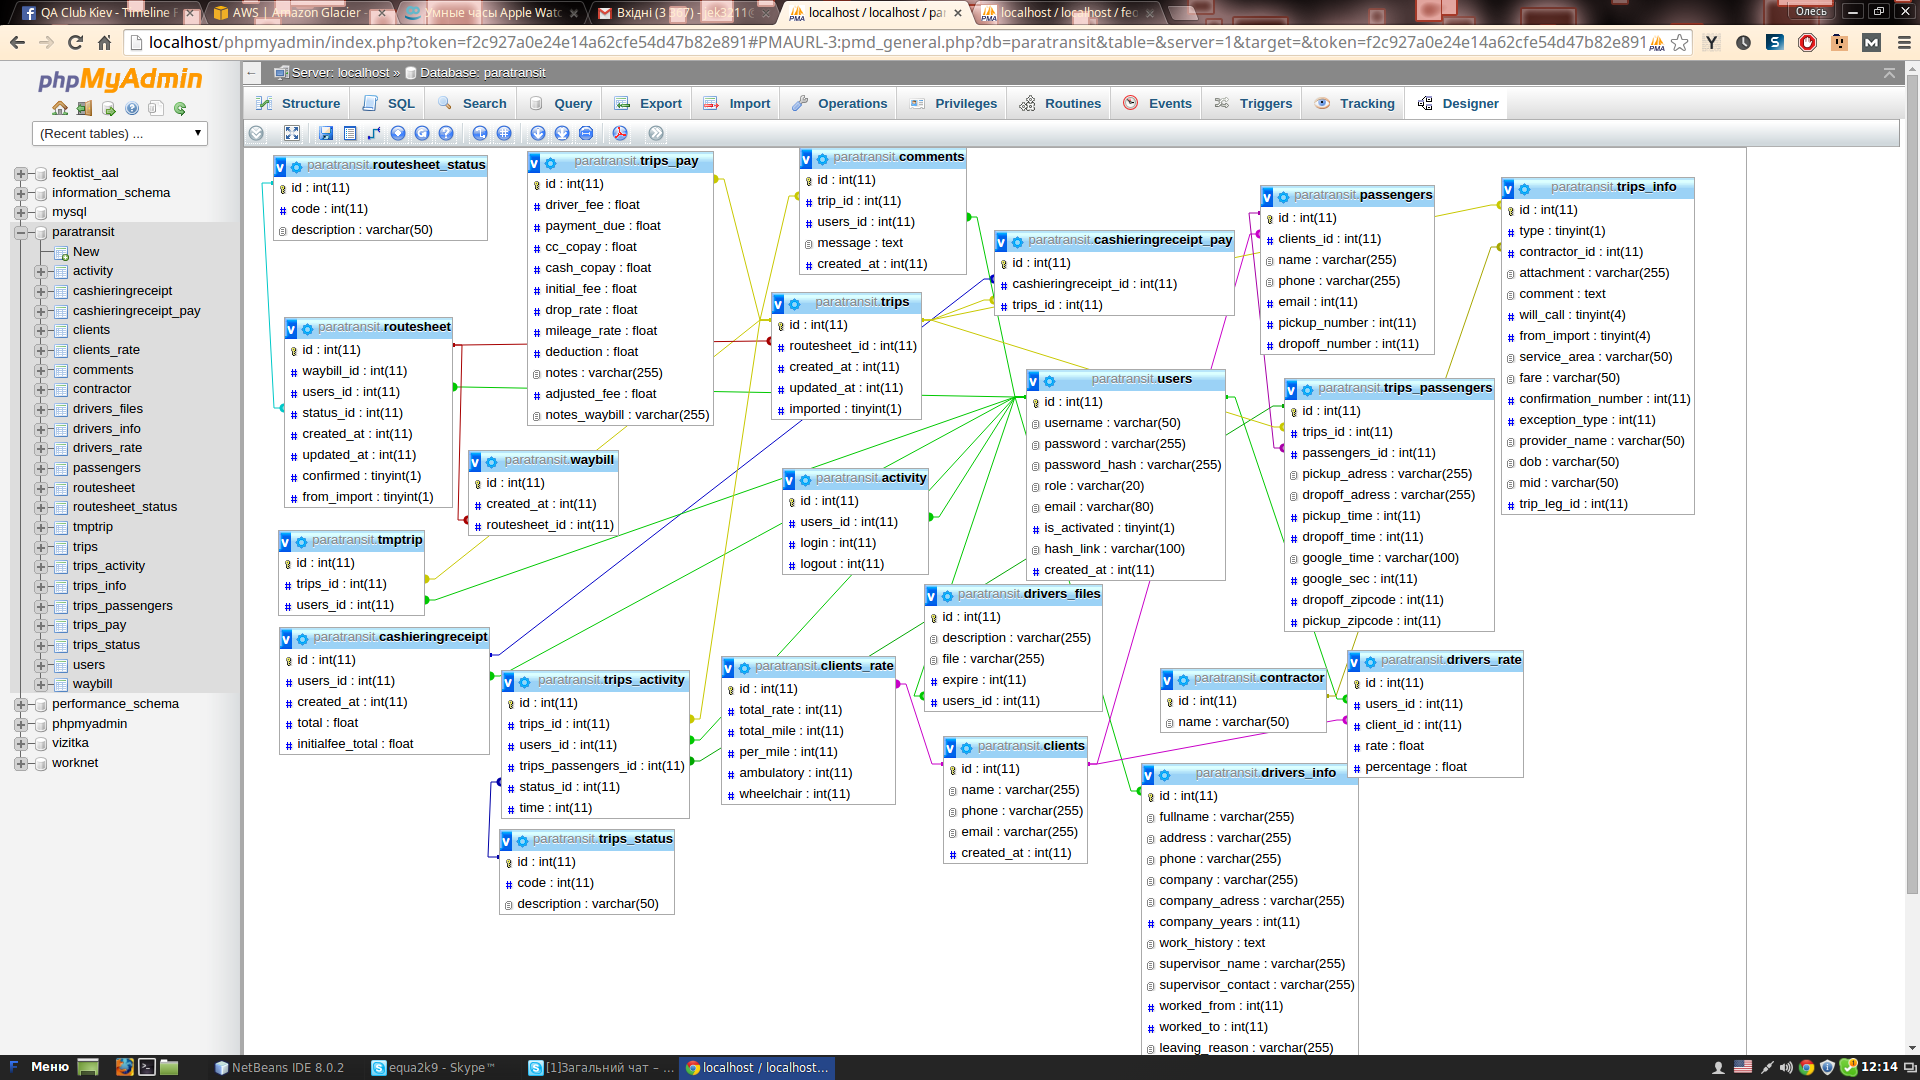 QA Club Kiev - Timeline
AWS | Amazon Glacier -
Умные часы Apple Wat
Вхідні (3 367) - jek3211@
localhost / localhost / pa
localhost / localhost / feo
Олесь
localhost/phpmyadmin/index.php?token=f2c927a0e24e14a62cfe54d47b82e891#PMAURL-3:pmd_general.php?db=paratransit&table=&server=1&target=&token=f2c927a0e24e14a62cfe54d47b82e891
phpMyAdmin
(Recent tables) ...
feoktist_aal
information_schema
mysql
paratransit
New
activity
cashieringreceipt
cashieringreceipt_pay
clients
clients_rate
comments
contractor
drivers_files
drivers_info
drivers_rate
passengers
routesheet
routesheet_status
tmptrip
trips
trips_activity
trips_info
trips_passengers
trips_pay
trips_status
users
waybill
performance_schema
phpmyadmin
vizitka
worknet
Server: localhost » Database: paratransit
Structure SQL Search Query Export Import Operations Privileges Routines Events Triggers Tracking Designer
paratransit.routesheet_status
id : int(11)
code : int(11)
description : varchar(50)
paratransit.trips_pay
id : int(11)
driver_fee : float
payment_due : float
cc_copay : float
cash_copay : float
initial_fee : float
drop_rate : float
mileage_rate : float
deduction : float
notes : varchar(255)
adjusted_fee : float
notes_waybill : varchar(255)
paratransit.comments
id : int(11)
trip_id : int(11)
users_id : int(11)
message : text
created_at : int(11)
paratransit.cashieringreceipt_pay
id : int(11)
cashieringreceipt_id : int(11)
trips_id : int(11)
paratransit.passengers
id : int(11)
clients_id : int(11)
name : varchar(255)
phone : varchar(255)
email : int(11)
pickup_number : int(11)
dropoff_number : int(11)
paratransit.trips_info
id : int(11)
type : tinyint(1)
contractor_id : int(11)
attachment : varchar(255)
comment : text
will_call : tinyint(4)
from_import : tinyint(4)
service_area : varchar(50)
fare : varchar(50)
confirmation_number : int(11)
exception_type : int(11)
provider_name : varchar(50)
dob : varchar(50)
mid : varchar(50)
trip_leg_id : int(11)
paratransit.routesheet
id : int(11)
waybill_id : int(11)
users_id : int(11)
status_id : int(11)
created_at : int(11)
updated_at : int(11)
confirmed : tinyint(1)
from_import : tinyint(1)
paratransit.trips
id : int(11)
routesheet_id : int(11)
created_at : int(11)
updated_at : int(11)
imported : tinyint(1)
paratransit.users
id : int(11)
username : varchar(50)
password : varchar(255)
password_hash : varchar(255)
role : varchar(20)
email : varchar(80)
is_activated : tinyint(1)
hash_link : varchar(100)
created_at : int(11)
paratransit.trips_passengers
id : int(11)
trips_id : int(11)
passengers_id : int(11)
pickup_adress : varchar(255)
dropoff_adress : varchar(255)
pickup_time : int(11)
dropoff_time : int(11)
google_time : varchar(100)
google_sec : int(11)
dropoff_zipcode : int(11)
pickup_zipcode : int(11)
paratransit.waybill
id : int(11)
created_at : int(11)
routesheet_id : int(11)
paratransit.activity
id : int(11)
users_id : int(11)
login : int(11)
logout : int(11)
paratransit.tmptrip
id : int(11)
trips_id : int(11)
users_id : int(11)
paratransit.drivers_files
id : int(11)
description : varchar(255)
file : varchar(255)
expire : int(11)
users_id : int(11)
paratransit.cashieringreceipt
id : int(11)
users_id : int(11)
created_at : int(11)
total : float
initialfee_total : float
paratransit.trips_activity
id : int(11)
trips_id : int(11)
users_id : int(11)
trips_passengers_id : int(11)
status_id : int(11)
time : int(11)
paratransit.clients_rate
id : int(11)
total_rate : int(11)
total_mile : int(11)
per_mile : int(11)
ambulatory : int(11)
wheelchair : int(11)
paratransit.contractor
id : int(11)
name : varchar(50)
paratransit.drivers_rate
id : int(11)
users_id : int(11)
client_id : int(11)
rate : float
percentage : float
paratransit.clients
id : int(11)
name : varchar(255)
phone : varchar(255)
email : varchar(255)
created_at : int(11)
paratransit.drivers_info
id : int(11)
fullname : varchar(255)
address : varchar(255)
phone : varchar(255)
company : varchar(255)
company_adress : varchar(255)
company_years : int(11)
work_history : text
supervisor_name : varchar(255)
supervisor_contact : varchar(255)
worked_from : int(11)
worked_to : int(11)
leaving_reason : varchar(255)
paratransit.trips_status
id : int(11)
code : int(11)
description : varchar(50)
Меню
NetBeans IDE 8.0.2
equa2k9 - Skype™
[1]Загальний чат – ...
localhost / localhost...
12:14